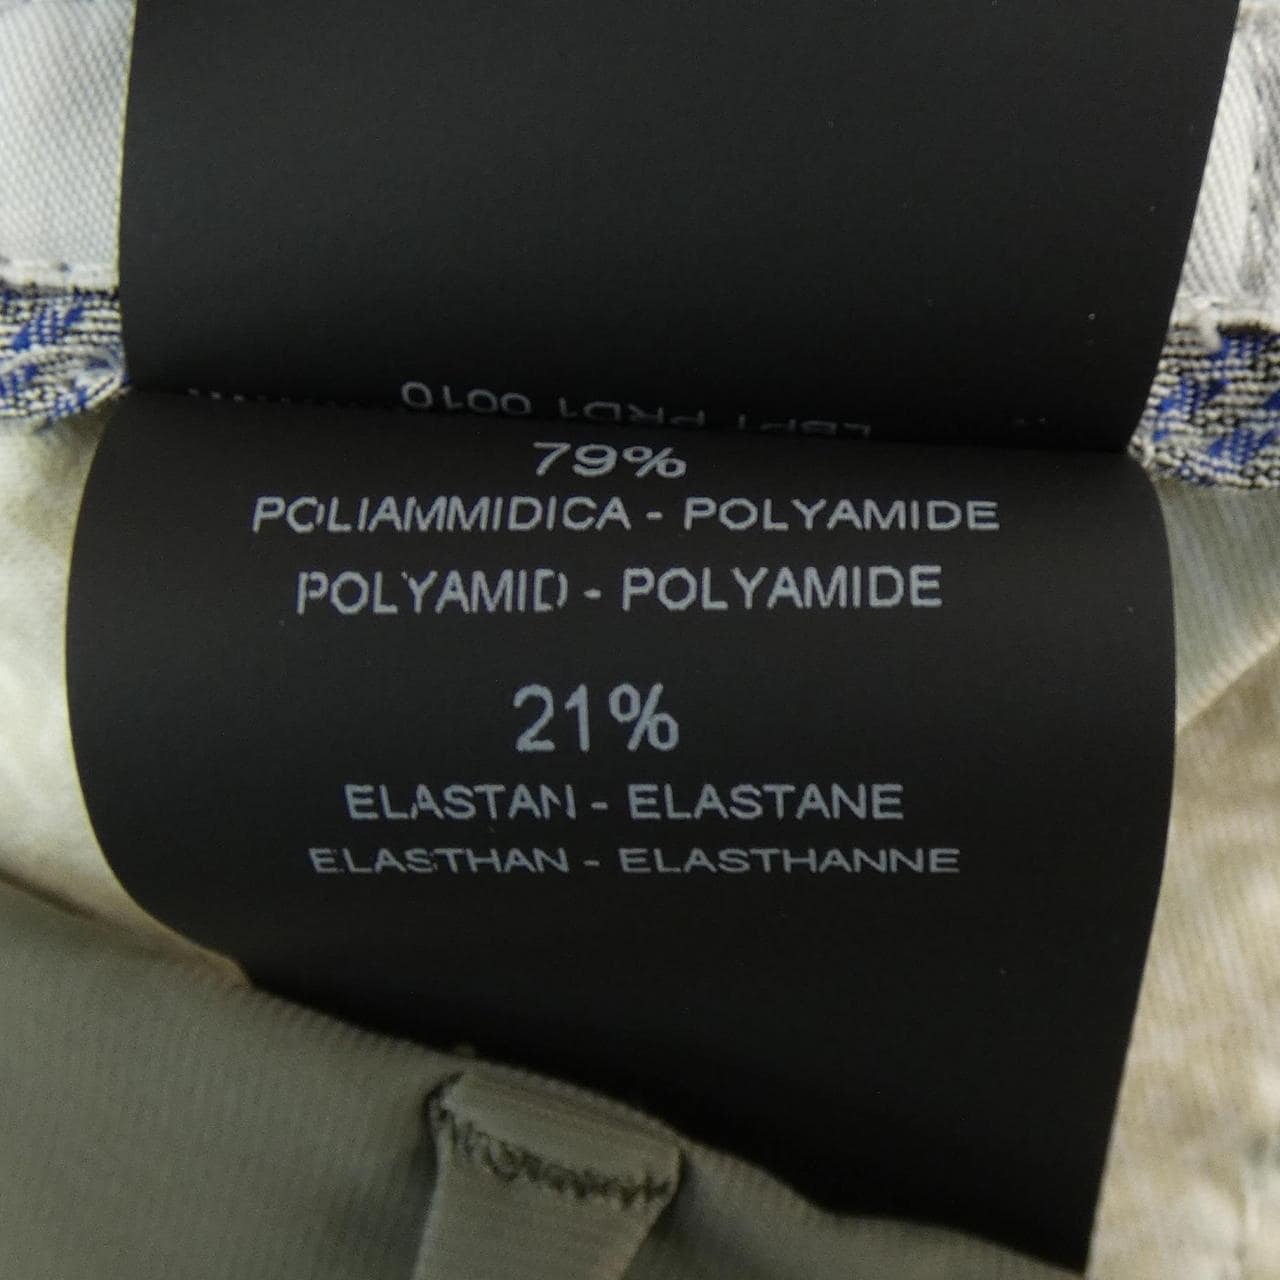 79%
POLIAMMIDICA - POLYAMIDE
POLYAMID - POLYAMIDE
21%
ELASTAN - ELASTANE
ELASTHAN - ELASTHANNE